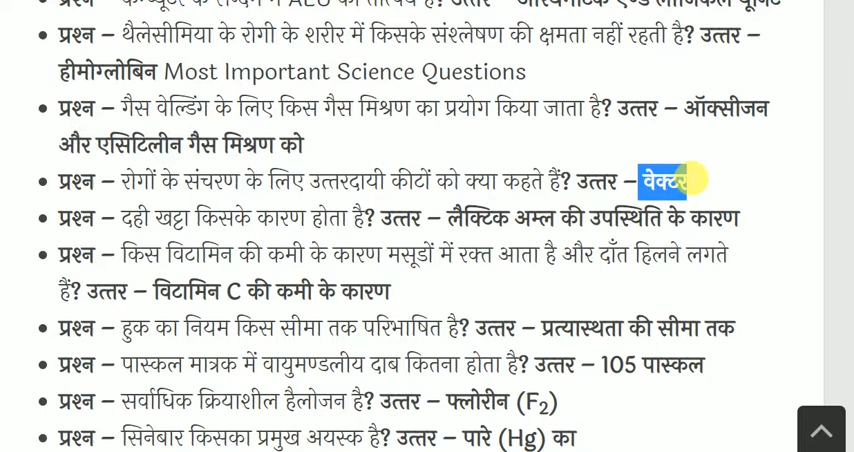 प्रश्न – थैलेसीमिया के रोगी के शरीर में किसके संश्लेषण की क्षमता नहीं रहती है? उत्तर –
हीमोग्लोबिन Most Important Science Questions
प्रश्न – गैस वेल्डिंग के लिए किस गैस मिश्रण का प्रयोग किया जाता है? उत्तर – ऑक्सीजन
और एसिटिलीन गैस मिश्रण को
प्रश्न – रोगों के संचरण के लिए उत्तरदायी कीटों को क्या कहते हैं? उत्तर – वेक्टर
प्रश्न – दही खट्टा किसके कारण होता है? उत्तर – लैक्टिक अम्ल की उपस्थिति के कारण
प्रश्न – किस विटामिन की कमी के कारण मसूडों में रक्त आता है और दाँत हिलने लगते
हैं? उत्तर – विटामिन C की कमी के कारण
प्रश्न – हुक का नियम किस सीमा तक परिभाषित है? उत्तर – प्रत्यास्थता की सीमा तक
प्रश्न – पास्कल मात्रक में वायुमण्डलीय दाब कितना होता है? उत्तर – 105 पास्कल
प्रश्न – सर्वाधिक क्रियाशील हैलोजन है? उत्तर – फ्लोरीन (F₂)
प्रश्न – सिनेबार किसका प्रमुख अयस्क है? उत्तर – पारे (Hg) का